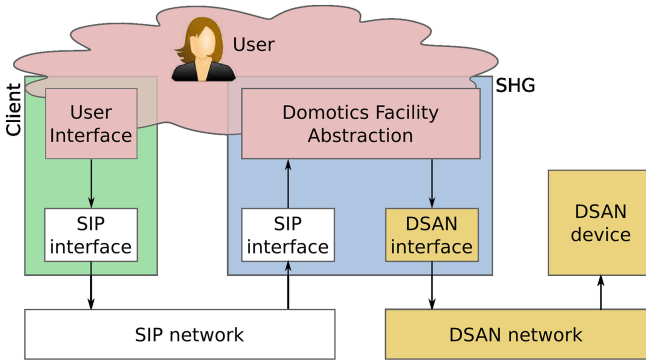 User
Client
SHG
User
Interface
Domotics Facility
Abstraction
SIP
interface
SIP
interface
DSAN
interface
DSAN
device
SIP network
DSAN network